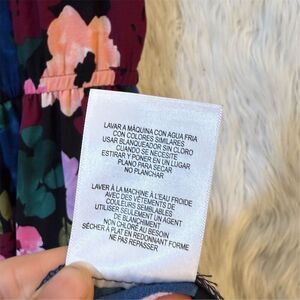 LAVAR A MÁQUINA CON AGUA FRIA
CON COLORES SIMILARES
USAR BLANQUEADOR SIN CLORO
CUANDO SE NECESITE
ESTIRAR Y PONER EN UN LUGAR
PLANO PARA SECAR
NO PLANCHAR
LAVER À LA MACHINE À L'EAU FROIDE
AVEC DES VÊTEMENTS DE
COULEURS SEMBLABLES
UTILISER SEULEMENT UN AGENT
DE BLANCHIMENT
NON CHLORÉ AU BESOIN
SÉCHER À PLAT EN REDONNANT FORME
NE PAS REPASSER